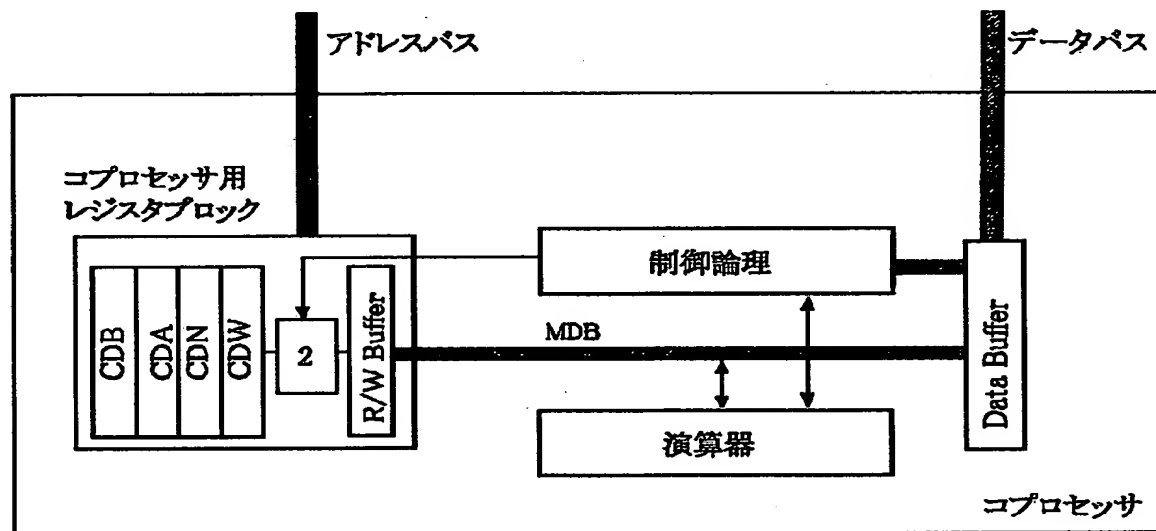 アドレスバス
データバス
コプロセッサ用
レジスタブロック
制御論理
CDB
CDA
CDN
CDW
2
R/W Buffer
MDB
Data Buffer
演算器
コプロセッサ